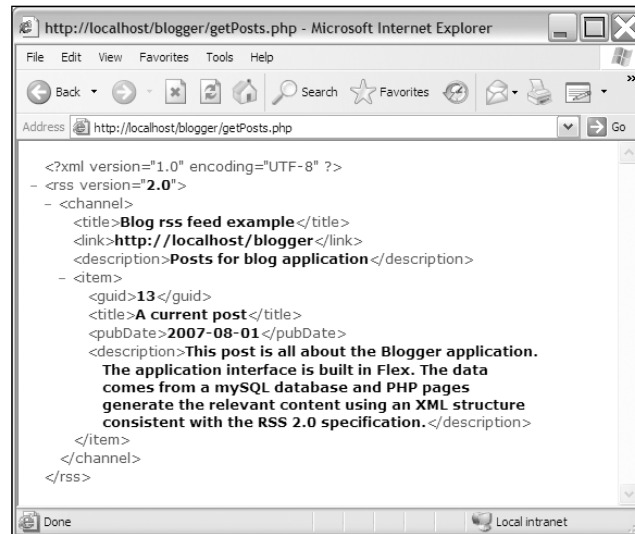 http://localhost/blogger/getPosts.php - Microsoft Internet Explorer
File Edit View Favorites Tools Help
Back Search Favorites »
Address http://localhost/blogger/getPosts.php Go
<?xml version="1.0" encoding="UTF-8" ?>
– <rss version="2.0">
– <channel>
<title>Blog rss feed example</title>
<link>http://localhost/blogger</link>
<description>Posts for blog application</description>
– <item>
<guid>13</guid>
<title>A current post</title>
<pubDate>2007-08-01</pubDate>
<description>This post is all about the Blogger application.
The application interface is built in Flex. The data
comes from a mySQL database and PHP pages
generate the relevant content using an XML structure
consistent with the RSS 2.0 specification.</description>
</item>
</channel>
</rss>
Done Local intranet